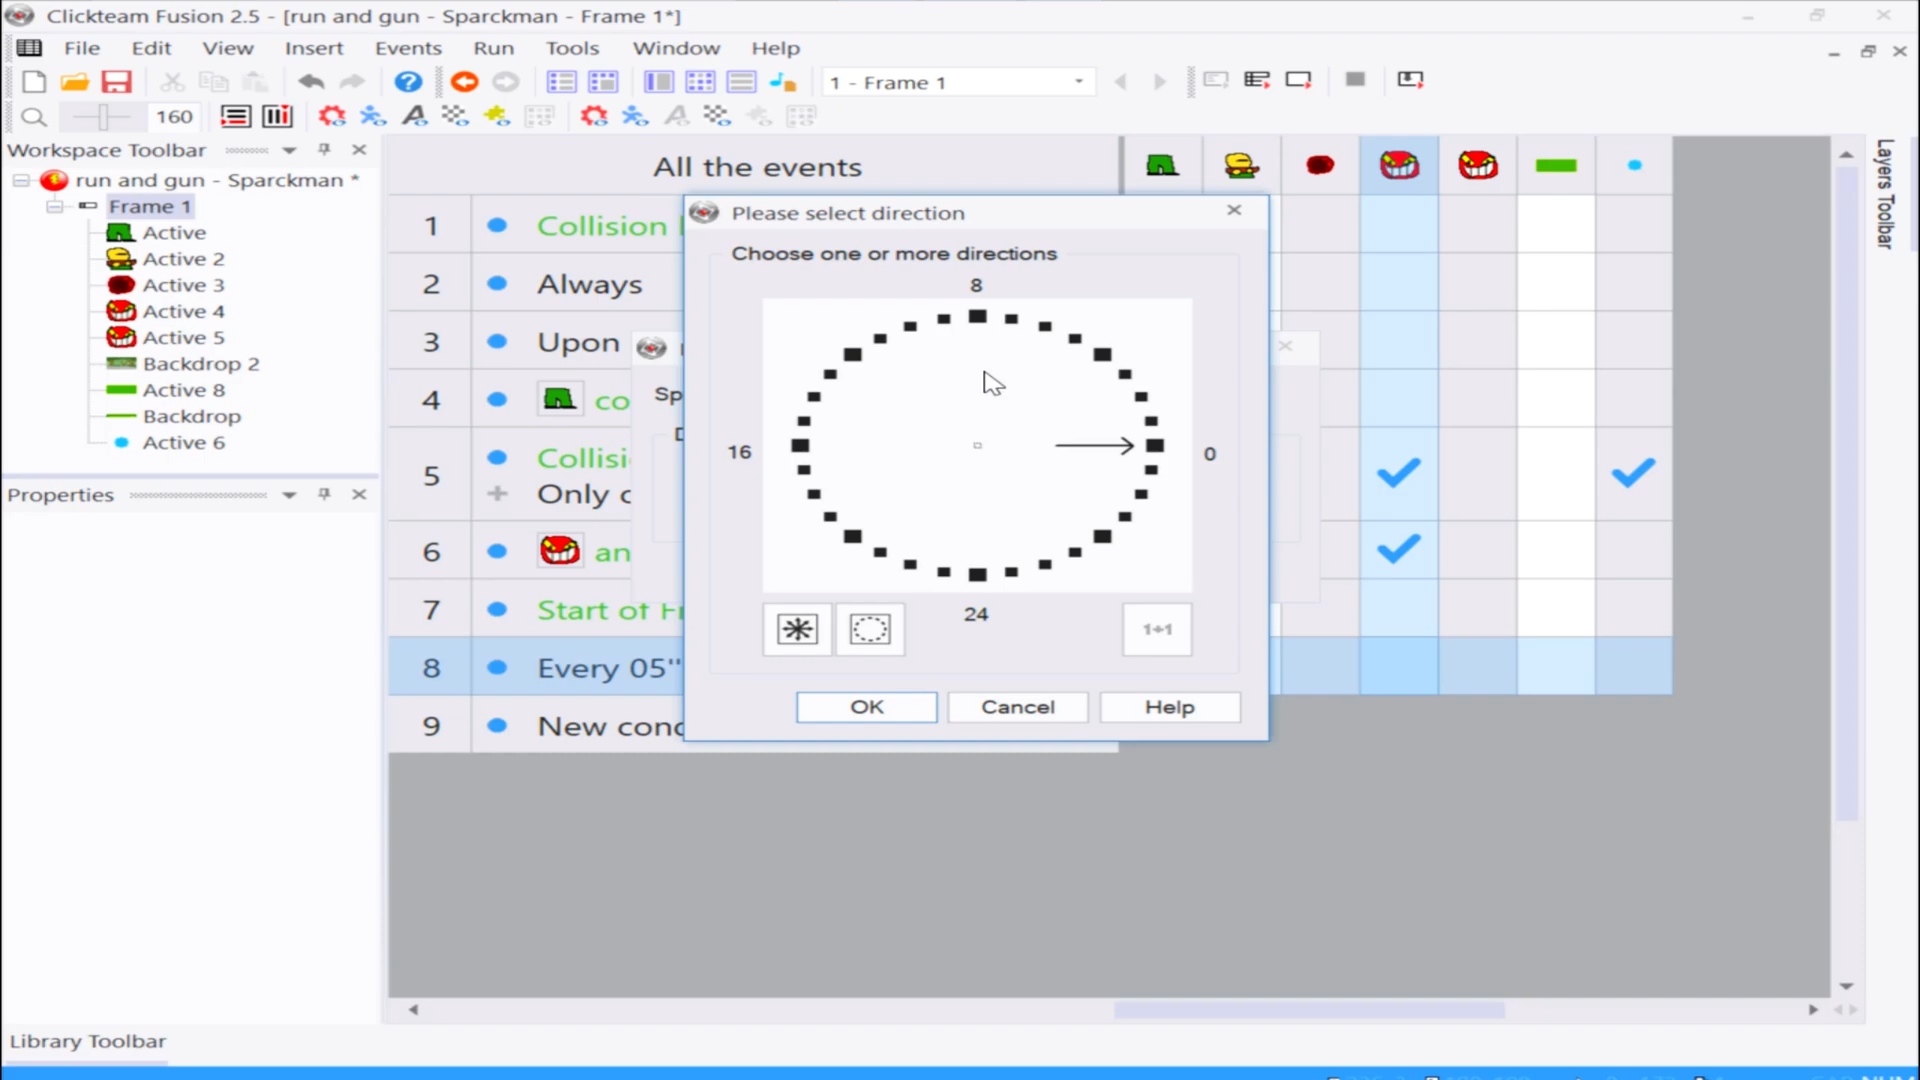 Clickteam Fusion 2.5 - [run and gun - Sparckman - Frame 1*]
File Edit View Insert Events Run Tools Window Help
1 - Frame 1
160
Workspace Toolbar
run and gun - Sparckman *
Frame 1
Active
Active 2
Active 3
Active 4
Active 5
Backdrop 2
Active 8
Backdrop
Active 6
Properties
Library Toolbar
Layers Toolbar
All the events
1 Collision
2 Always
3 Upon
4 co
5 Collisi
Only o
6 an
7 Start of Fr
8 Every 05"
9 New conc
Sp
Please select direction
Choose one or more directions
8
16
0
24
1+1
OK Cancel Help